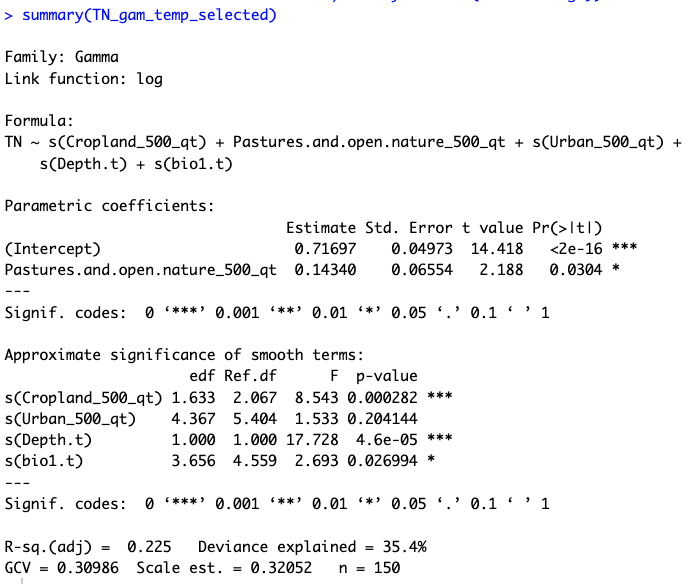 > summary(TN_gam_temp_selected)
Family: Gamma
Link function: log
Formula:
TN ~ s(Cropland_500_qt) + Pastures.and.open.nature_500_qt + s(Urban_500_qt) +
    s(Depth.t) + s(bio1.t)
Parametric coefficients:
                                Estimate Std. Error t value Pr(>|t|)
(Intercept)                      0.71697    0.04973  14.418   <2e-16 ***
Pastures.and.open.nature_500_qt  0.14340    0.06554   2.188   0.0304 *
---
Signif. codes:  0 ‘***’ 0.001 ‘**’ 0.01 ‘*’ 0.05 ‘.’ 0.1 ‘ ’ 1
Approximate significance of smooth terms:
                     edf Ref.df      F  p-value
s(Cropland_500_qt) 1.633  2.067  8.543 0.000282 ***
s(Urban_500_qt)    4.367  5.404  1.533 0.204144
s(Depth.t)         1.000  1.000 17.728  4.6e-05 ***
s(bio1.t)          3.656  4.559  2.693 0.026994 *
---
Signif. codes:  0 ‘***’ 0.001 ‘**’ 0.01 ‘*’ 0.05 ‘.’ 0.1 ‘ ’ 1
R-sq.(adj) =  0.225   Deviance explained = 35.4%
GCV = 0.30986  Scale est. = 0.32052   n = 150